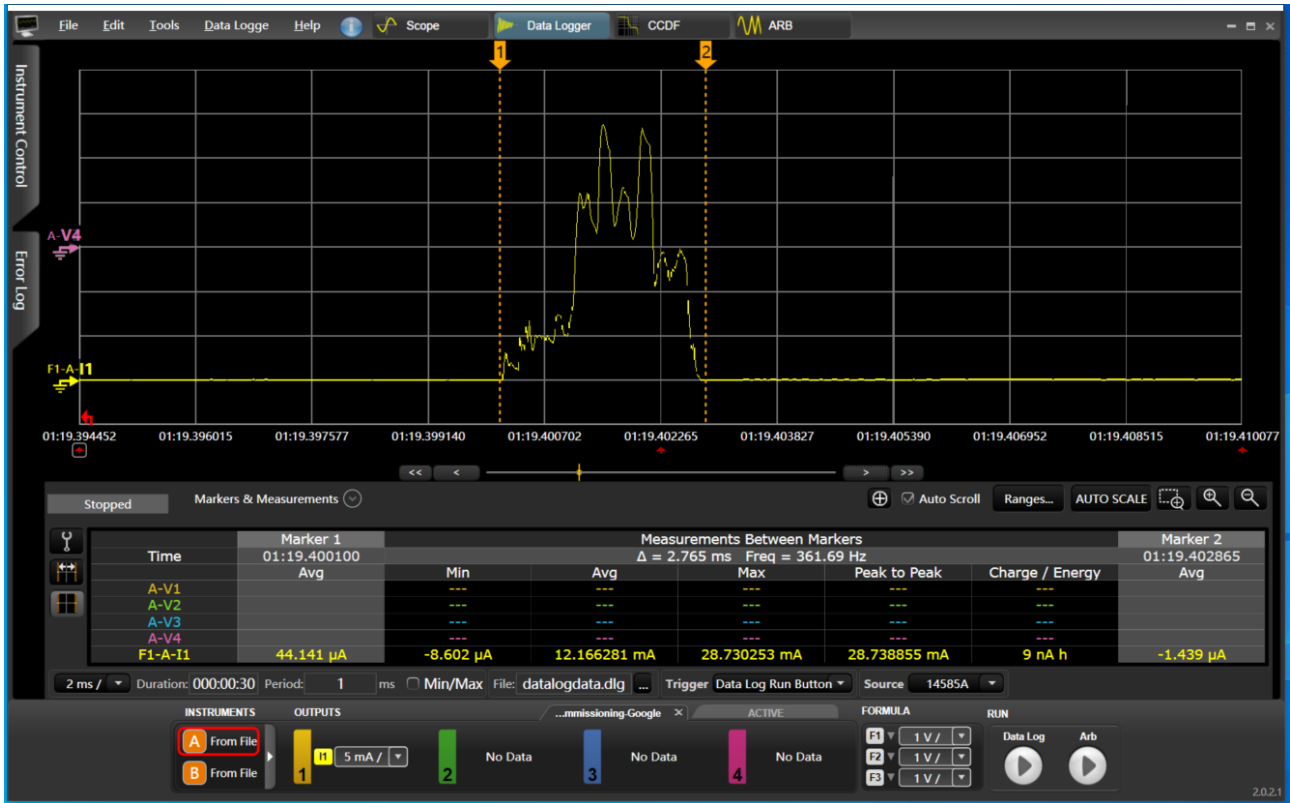 File Edit Tools Data Logge Help Scope Data Logger CCDF ARB
Instrument Control
Error Log
1 2
A-V4
F1-A-I1
01:19.394452 01:19.396015 01:19.397577 01:19.399140 01:19.400702 01:19.402265 01:19.403827 01:19.405390 01:19.406952 01:19.408515 01:19.410077
<< < > >>
Stopped Markers & Measurements Auto Scroll Ranges... AUTO SCALE
Marker 1 Measurements Between Markers Marker 2
Time 01:19.400100 Δ = 2.765 ms Freq = 361.69 Hz 01:19.402865
Avg Min Avg Max Peak to Peak Charge / Energy Avg
A-V1 --- --- --- --- ---
A-V2 --- --- --- --- ---
A-V3 --- --- --- --- ---
A-V4 --- --- --- --- ---
F1-A-I1 44.141 µA -8.602 µA 12.166281 mA 28.730253 mA 28.738855 mA 9 nA h -1.439 µA
2 ms / Duration: 000:00:30 Period: 1 ms Min/Max File: datalogdata.dlg ... Trigger Data Log Run Button Source 14585A
INSTRUMENTS OUTPUTS ...mmissioning-Google × ACTIVE FORMULA RUN
A From File 1 I1 5 mA / 2 No Data 3 No Data 4 No Data F1 1 V / Data Log Arb
F2 1 V /
B From File F3 1 V /
2.0.2.1